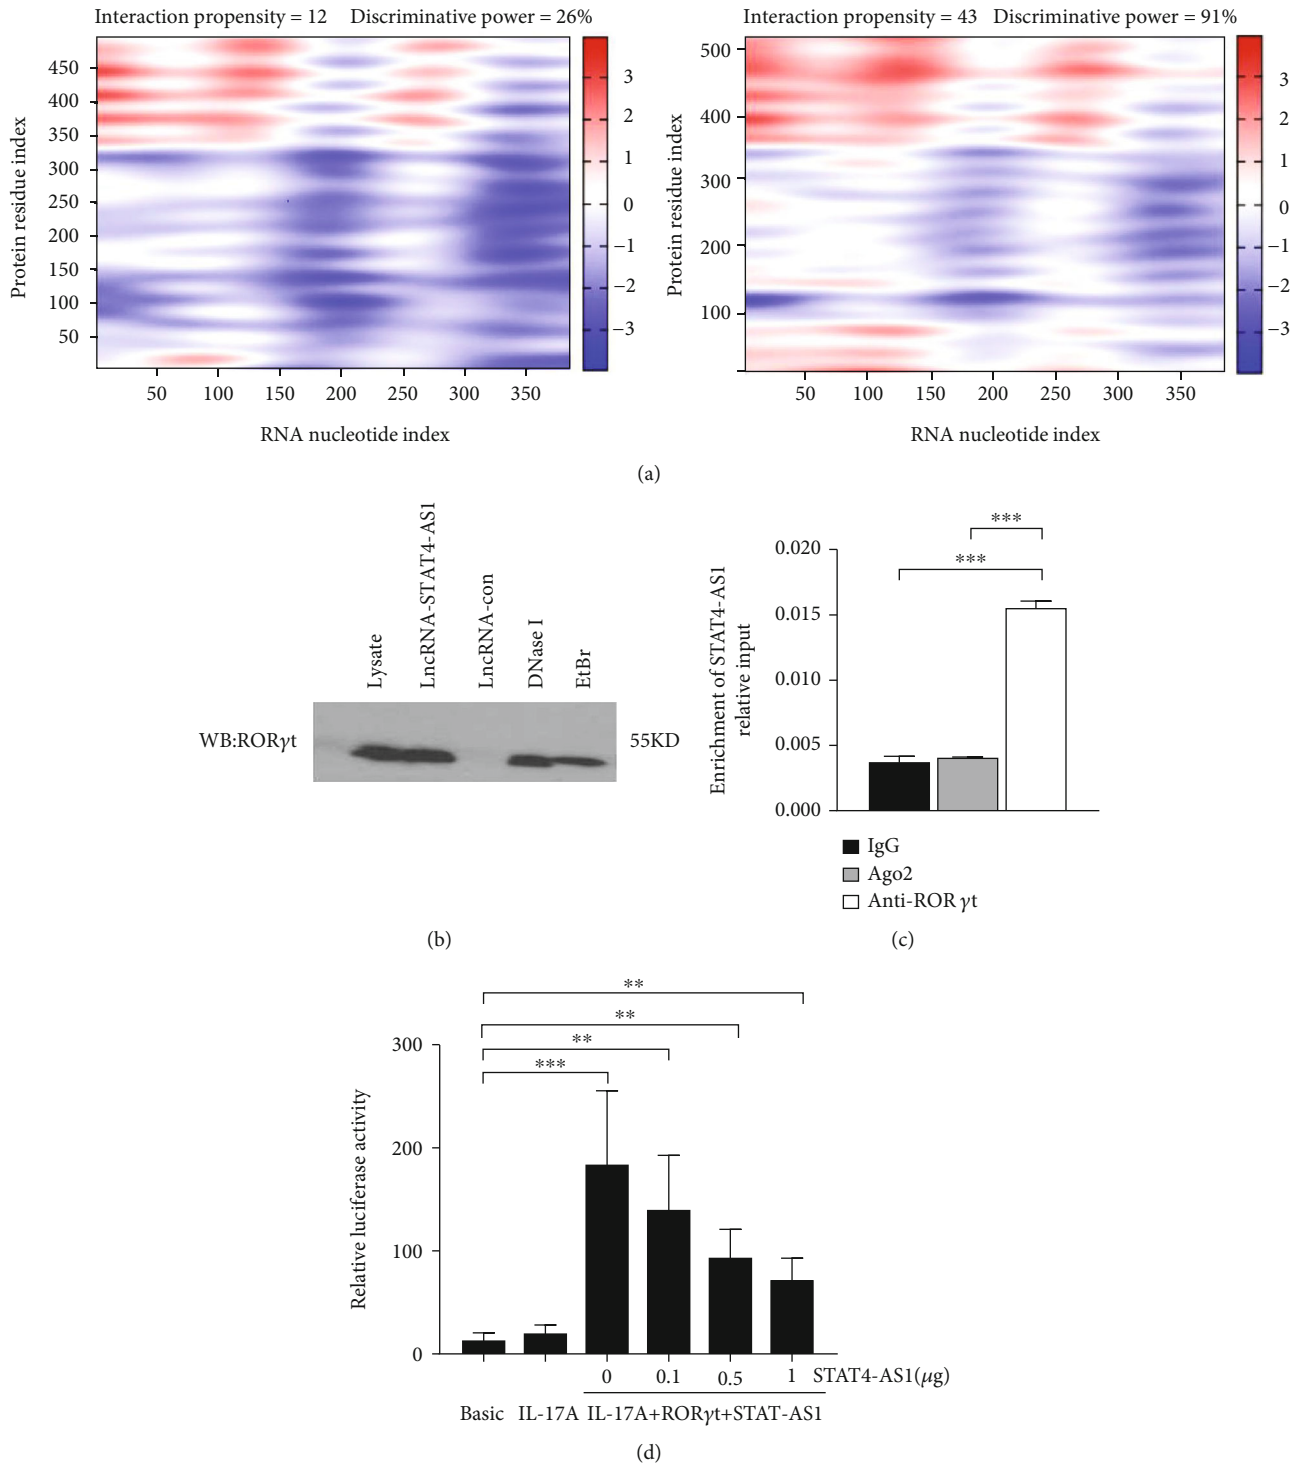 Interaction propensity = 12 Discriminative power = 26%
Protein residue index
450
400
350
300
250
200
150
100
50
50 100 150 200 250 300 350
RNA nucleotide index
3
2
1
0
−1
−2
−3
Interaction propensity = 43 Discriminative power = 91%
Protein residue index
500
400
300
200
100
50 100 150 200 250 300 350
RNA nucleotide index
3
2
1
0
−1
−2
−3
(a)
Lysate
LncRNA-STAT4-AS1
LncRNA-con
DNase I
EtBr
WB:RORγt
55KD
(b)
Enrichment of STAT4-AS1
relative input
0.020
0.015
0.010
0.005
0.000
***
***
IgG
Ago2
Anti-ROR γt
(c)
Relative luciferase activity
300
200
100
0
**
**
**
***
0 0.1 0.5 1 STAT4-AS1(μg)
Basic IL-17A IL-17A+RORγt+STAT-AS1
(d)